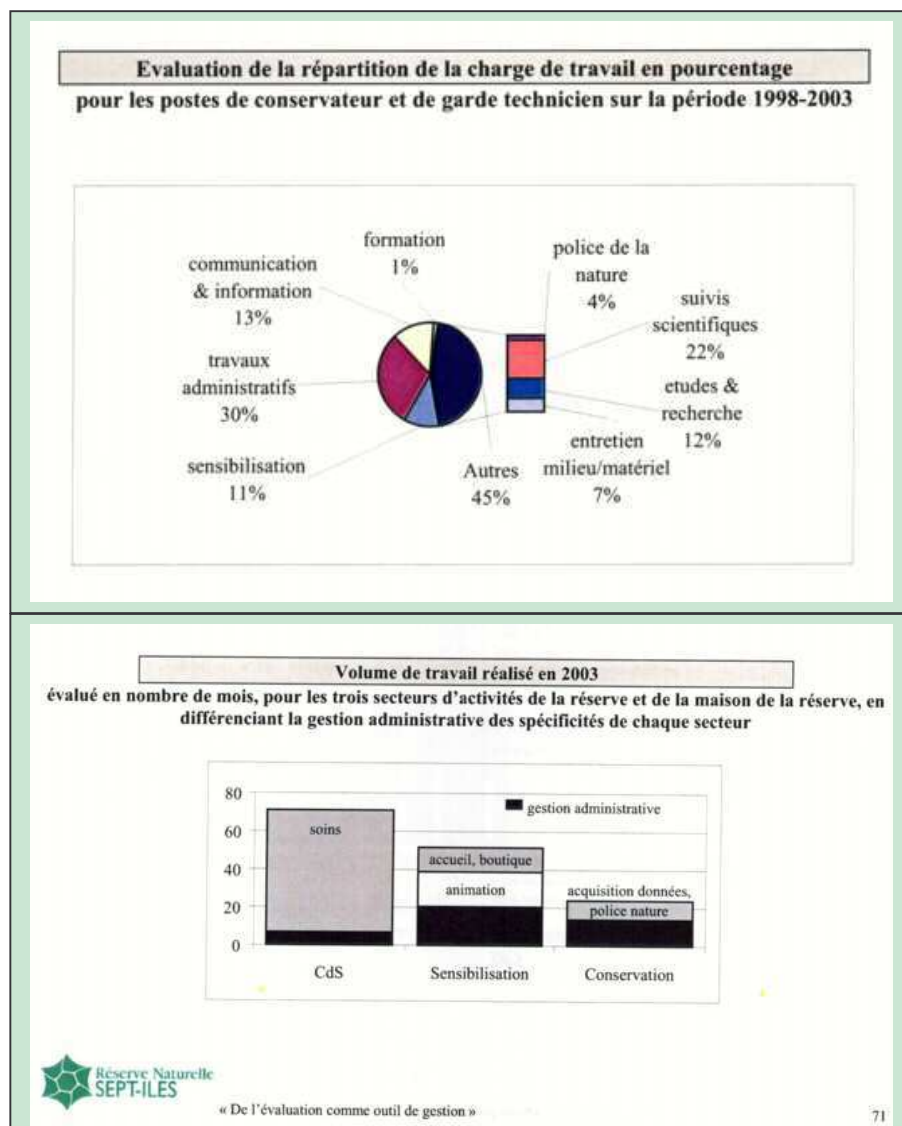 Evaluation de la répartition de la charge de travail en pourcentage
pour les postes de conservateur et de garde technicien sur la période 1998-2003
formation
1%
communication
& information
13%
travaux
administratifs
30%
sensibilisation
11%
Autres
45%
police de la
nature
4%
suivis
scientifiques
22%
etudes &
recherche
12%
entretien
milieu/matériel
7%
Volume de travail réalisé en 2003
évalué en nombre de mois, pour les trois secteurs d'activités de la réserve et de la maison de la réserve, en
différenciant la gestion administrative des spécificités de chaque secteur
80
60
40
20
0
gestion administrative
soins
accueil, boutique
animation
acquisition données,
police nature
CdS
Sensibilisation
Conservation
Réserve Naturelle
SEPT-ILES
« De l'évaluation comme outil de gestion »
71